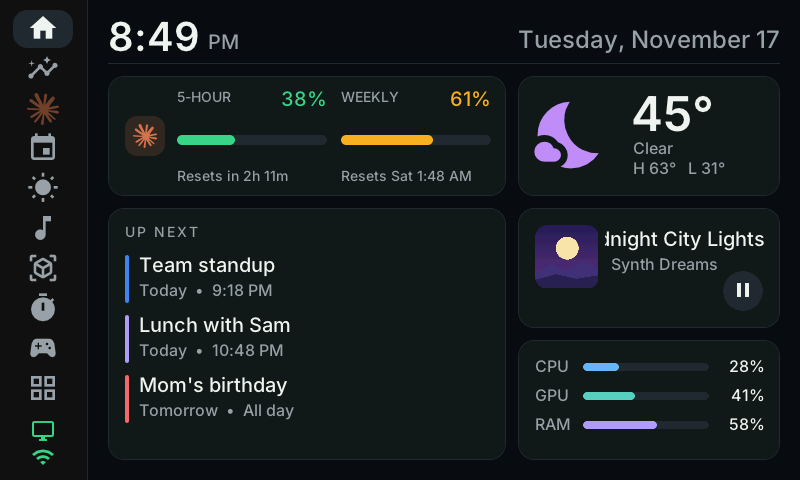 8:49 PM
Tuesday, November 17
5-HOUR 38%
WEEKLY 61%
Resets in 2h 11m
Resets Sat 1:48 AM
45°
Clear
H 63° L 31°
UP NEXT
Team standup
Today • 9:18 PM
Lunch with Sam
Today • 10:48 PM
Mom's birthday
Tomorrow • All day
dnight City Lights
Synth Dreams
CPU 28%
GPU 41%
RAM 58%